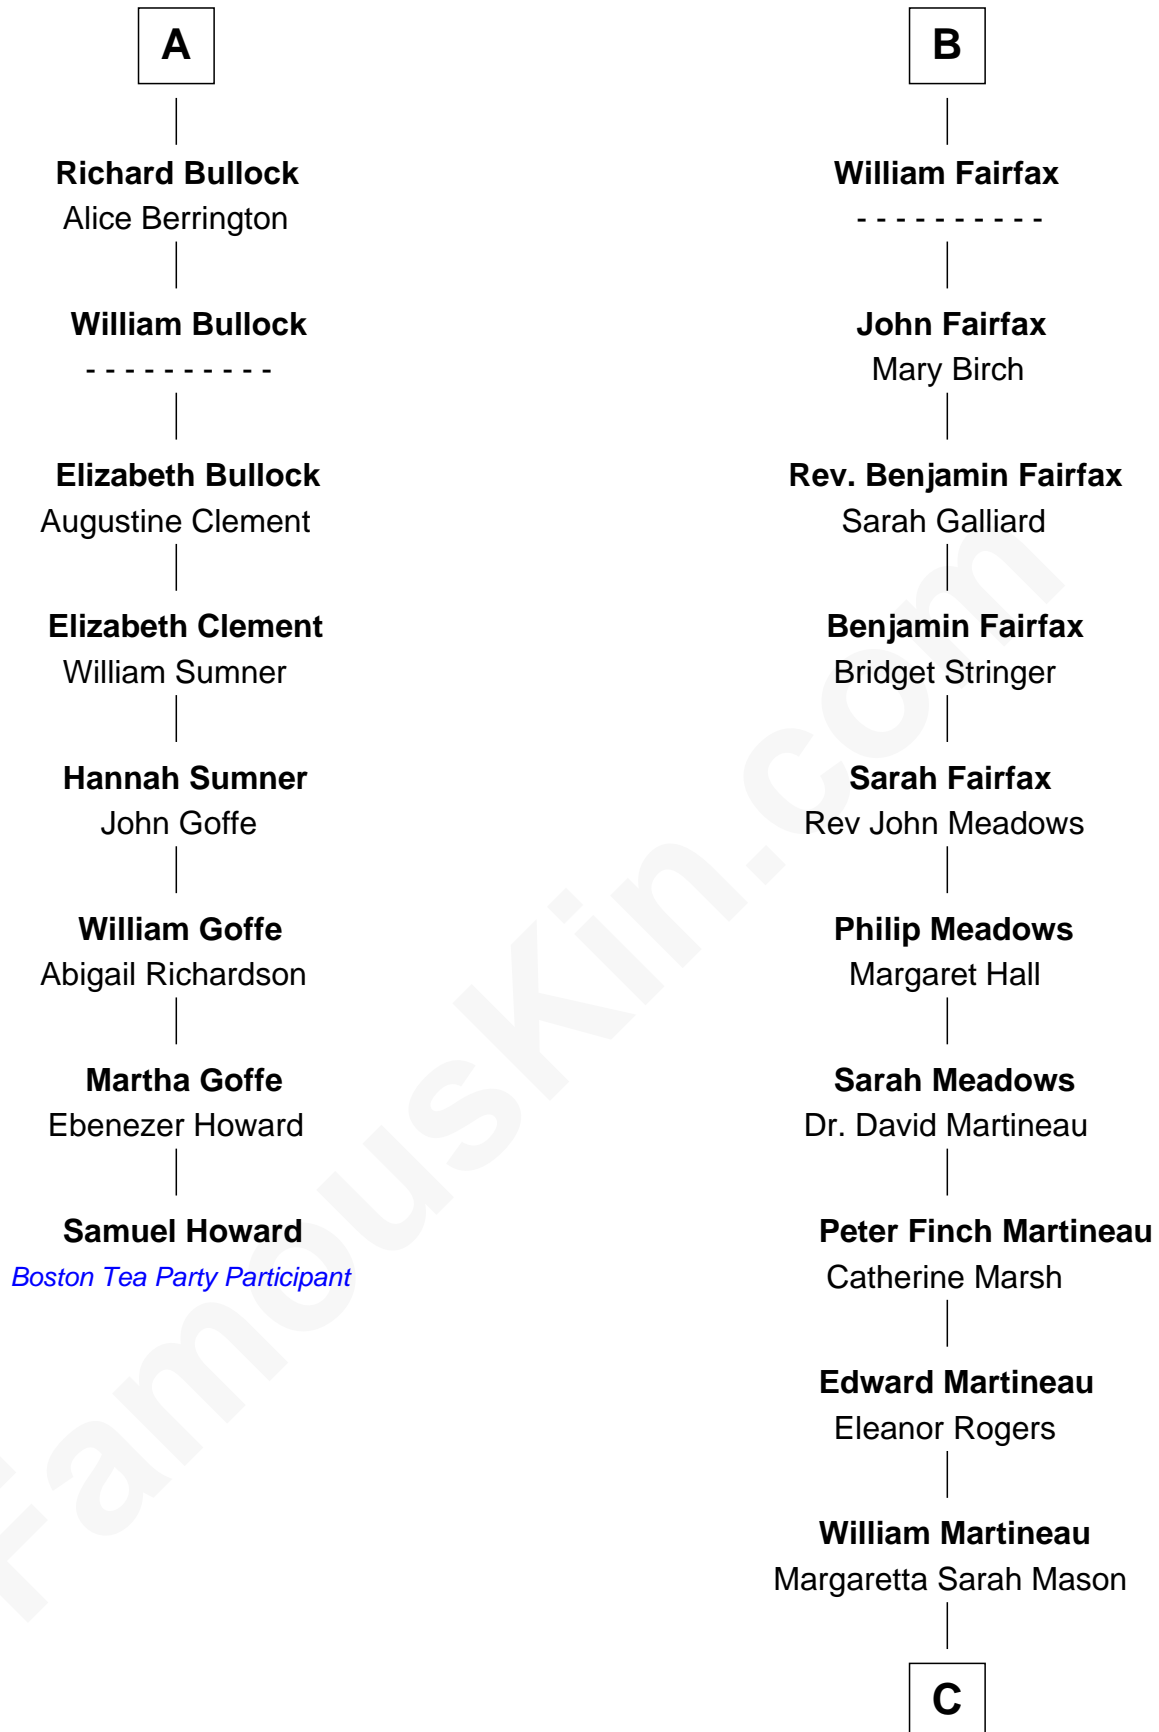 A
Richard Bullock
Alice Berrington
William Bullock
- - - - - - - - - -
Elizabeth Bullock
Augustine Clement
Elizabeth Clement
William Sumner
Hannah Sumner
John Goffe
William Goffe
Abigail Richardson
Martha Goffe
Ebenezer Howard
Samuel Howard
Boston Tea Party Participant
B
William Fairfax
- - - - - - - - - -
John Fairfax
Mary Birch
Rev. Benjamin Fairfax
Sarah Galliard
Benjamin Fairfax
Bridget Stringer
Sarah Fairfax
Rev John Meadows
Philip Meadows
Margaret Hall
Sarah Meadows
Dr. David Martineau
Peter Finch Martineau
Catherine Marsh
Edward Martineau
Eleanor Rogers
William Martineau
Margaretta Sarah Mason
C
FamousKin.com